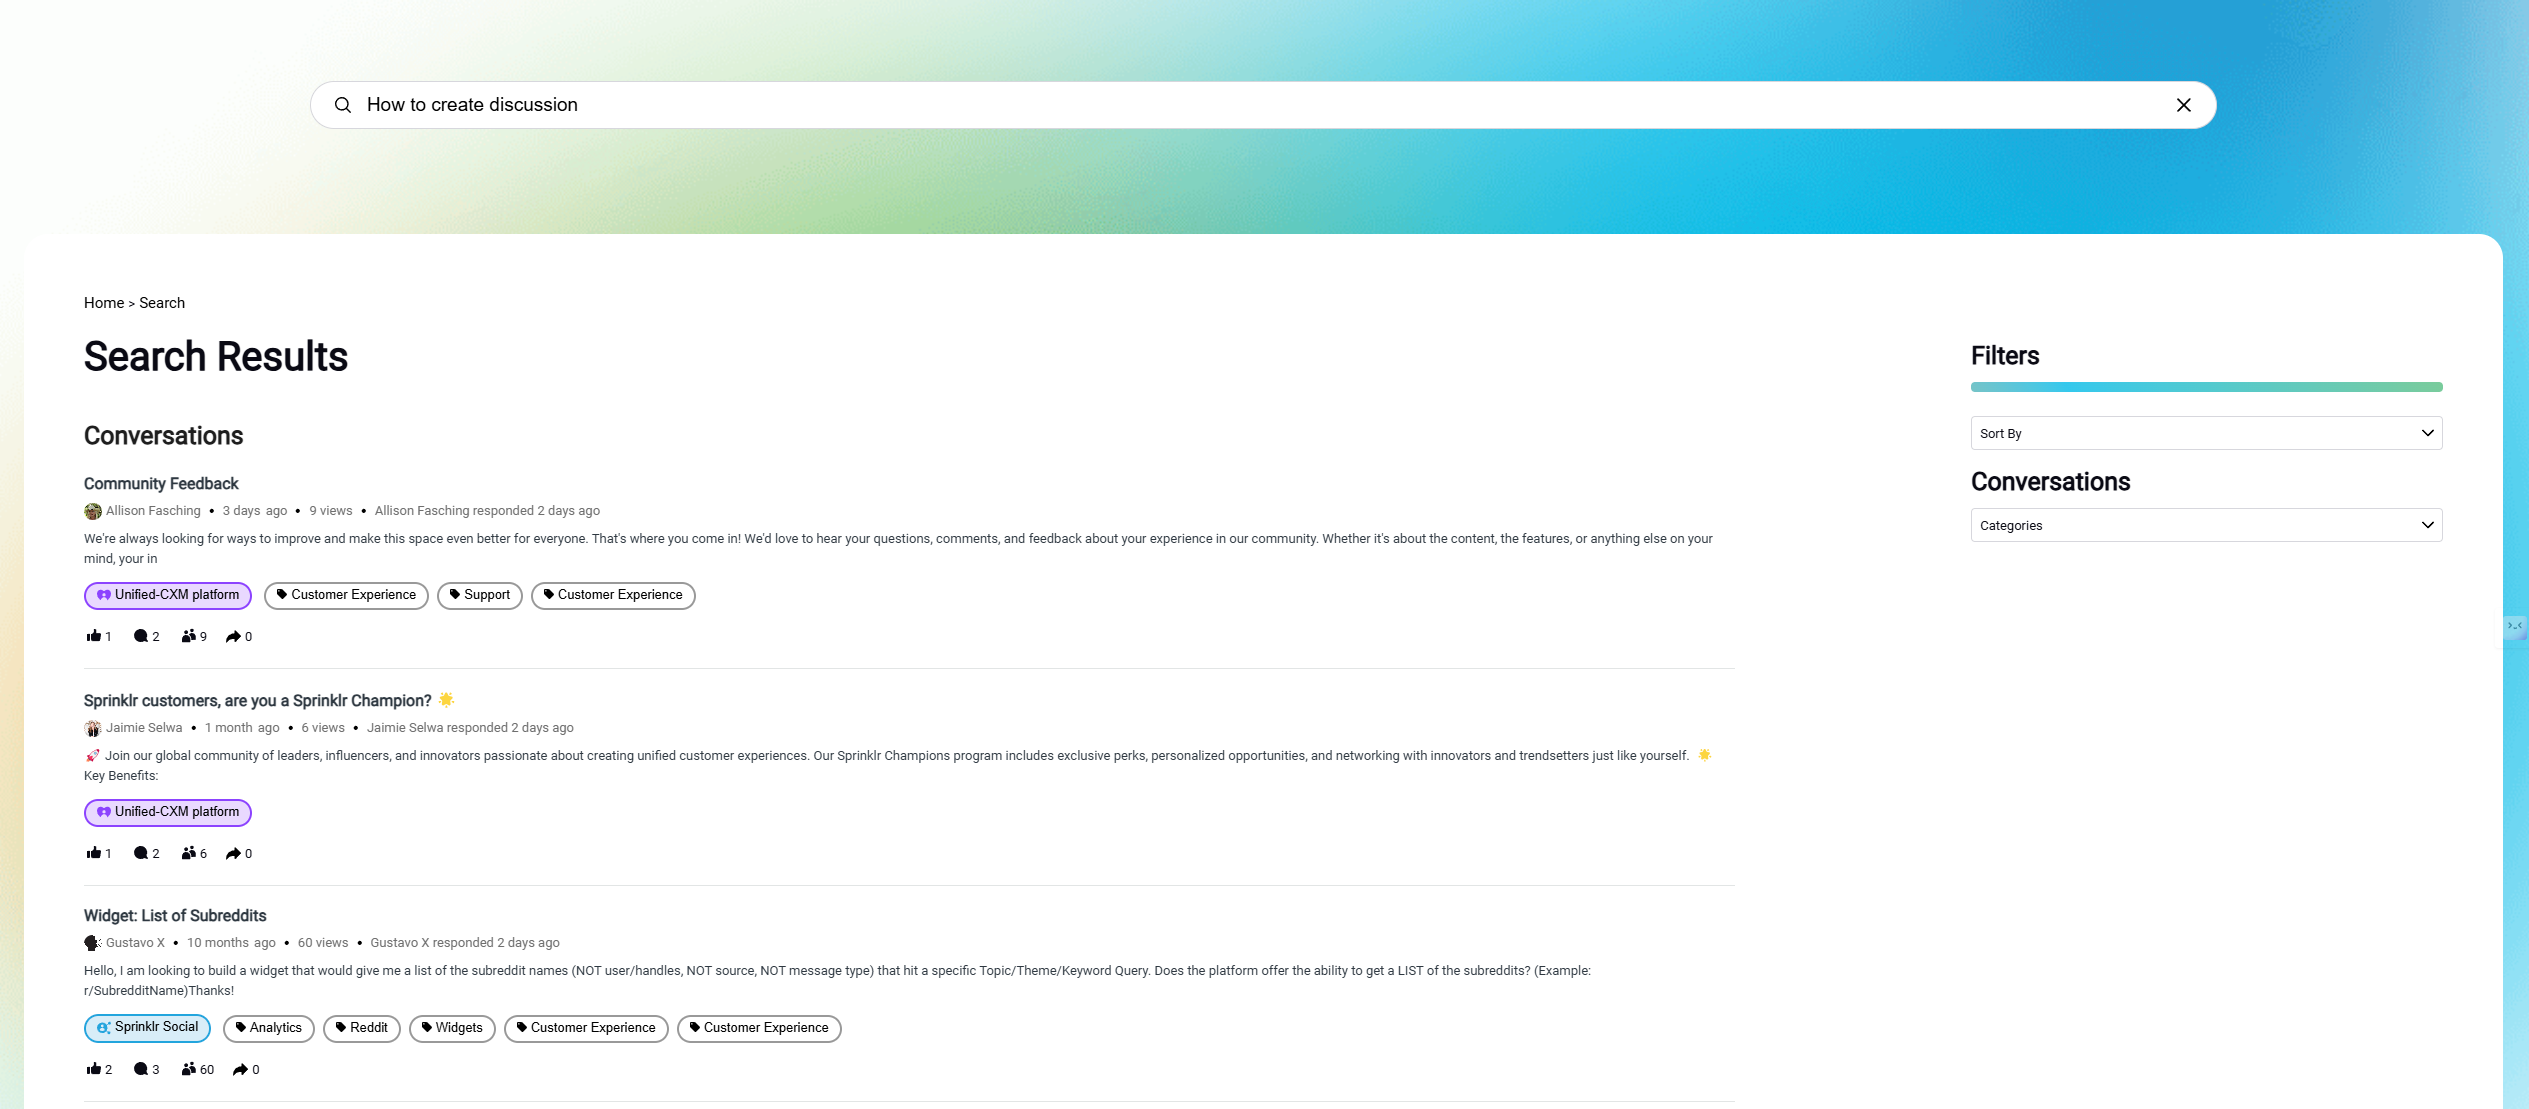 How to create discussion
Home > Search
Search Results
Filters
Sort By
Conversations
Categories
Conversations
Community Feedback
Allison Fasching • 3 days ago • 9 views • Allison Fasching responded 2 days ago
We're always looking for ways to improve and make this space even better for everyone. That's where you come in! We'd love to hear your questions, comments, and feedback about your experience in our community. Whether it's about the content, the features, or anything else on your
mind, your in
Unified-CXM platform Customer Experience Support Customer Experience
1 2 9 0
Sprinklr customers, are you a Sprinklr Champion? 🌟
Jaimie Selwa • 1 month ago • 6 views • Jaimie Selwa responded 2 days ago
🚀 Join our global community of leaders, influencers, and innovators passionate about creating unified customer experiences. Our Sprinklr Champions program includes exclusive perks, personalized opportunities, and networking with innovators and trendsetters just like yourself. 🌟
Key Benefits:
Unified-CXM platform
1 2 6 0
Widget: List of Subreddits
Gustavo X • 10 months ago • 60 views • Gustavo X responded 2 days ago
Hello, I am looking to build a widget that would give me a list of the subreddit names (NOT user/handles, NOT source, NOT message type) that hit a specific Topic/Theme/Keyword Query. Does the platform offer the ability to get a LIST of the subreddits? (Example:
r/SubredditName)Thanks!
Sprinklr Social Analytics Reddit Widgets Customer Experience Customer Experience
2 3 60 0